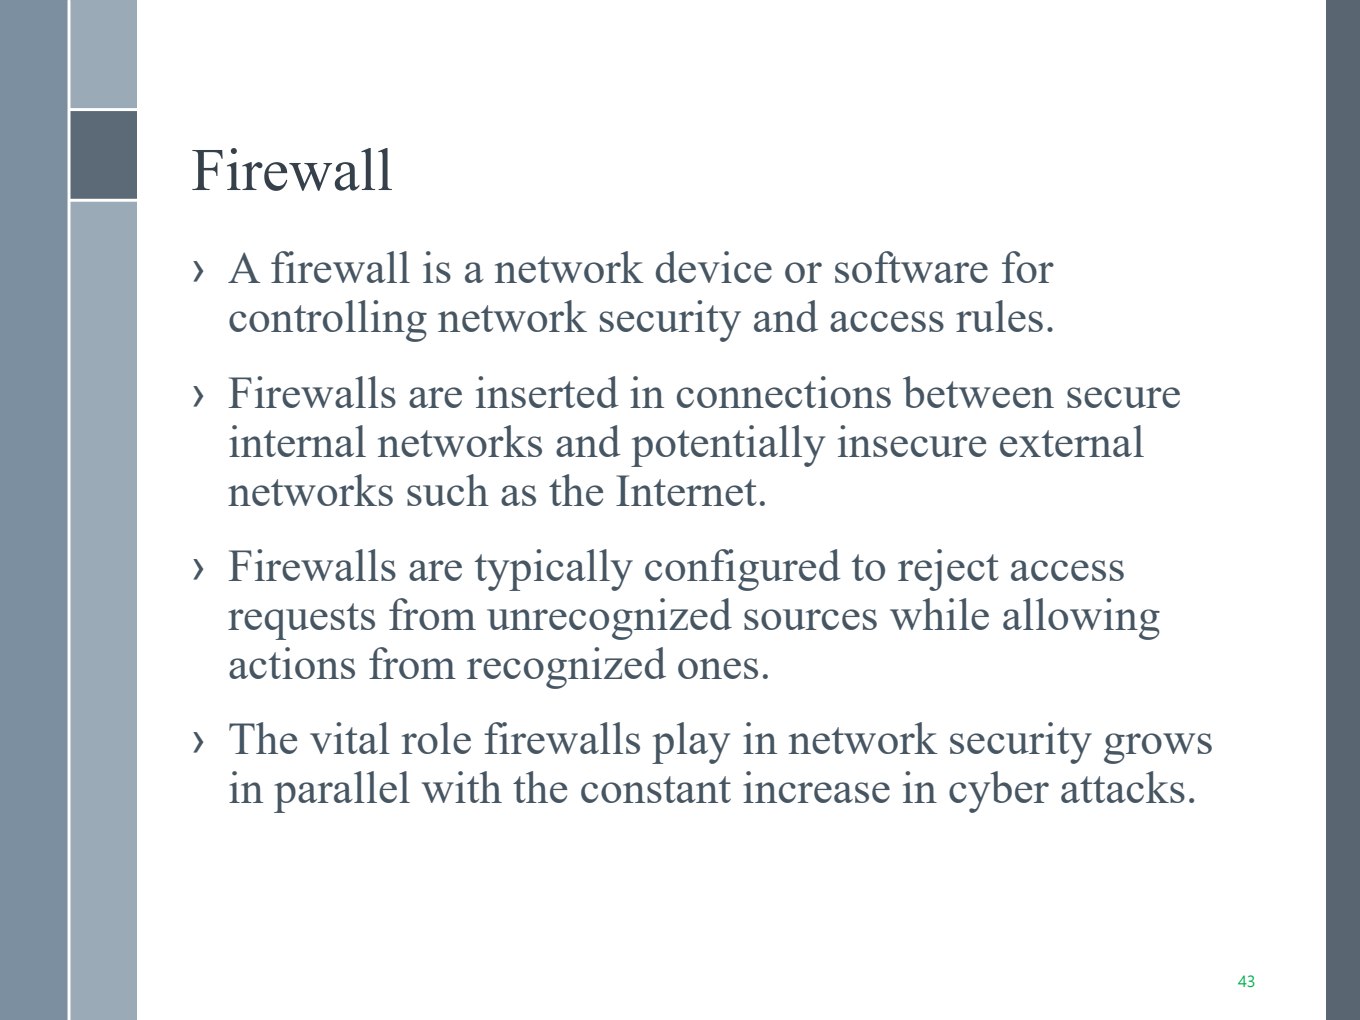 Firewall
› A firewall is a network device or software for
controlling network security and access rules.
› Firewalls are inserted in connections between secure
internal networks and potentially insecure external
networks such as the Internet.
› Firewalls are typically configured to reject access
requests from unrecognized sources while allowing
actions from recognized ones.
› The vital role firewalls play in network security grows
in parallel with the constant increase in cyber attacks.
43